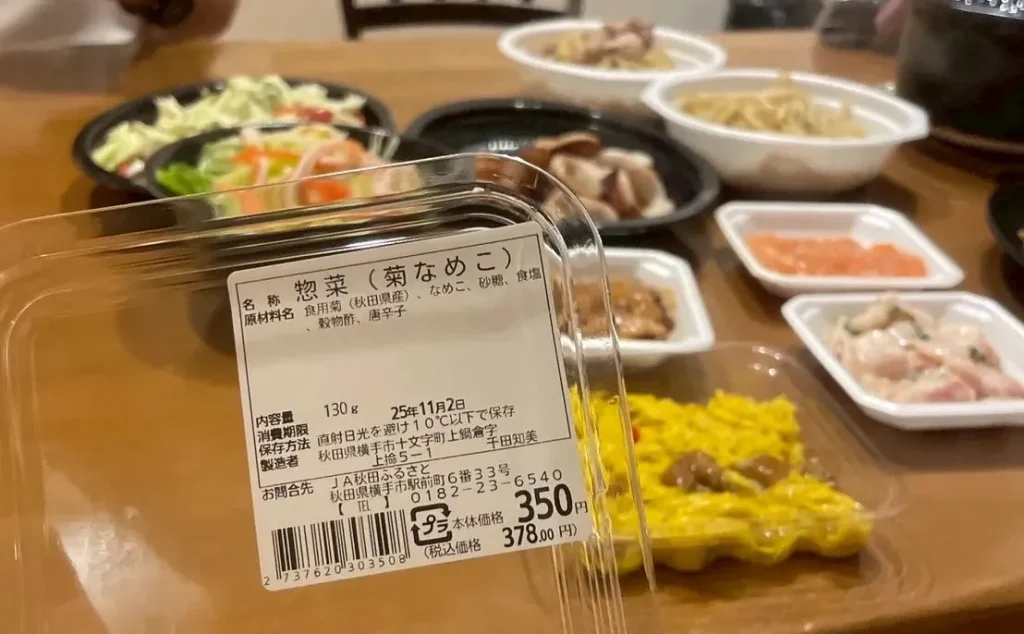 名称 惣菜(菊なめこ)
原材料名 食用菊(秋田県産)、なめこ、砂糖、食塩
、穀物酢、唐辛子
内容量 130g
消費期限 25年11月2日
保存方法 直射日光を避け10℃以下で保存
製造者 秋田県横手市十文字町上鍋倉字
上掵5-1 千田知美
お問合先 JA秋田ふるさと
秋田県横手市駅前町6番33号
0182-23-6540
プラ
本体価格 350円
(税込価格 378.00円)
2737620303508